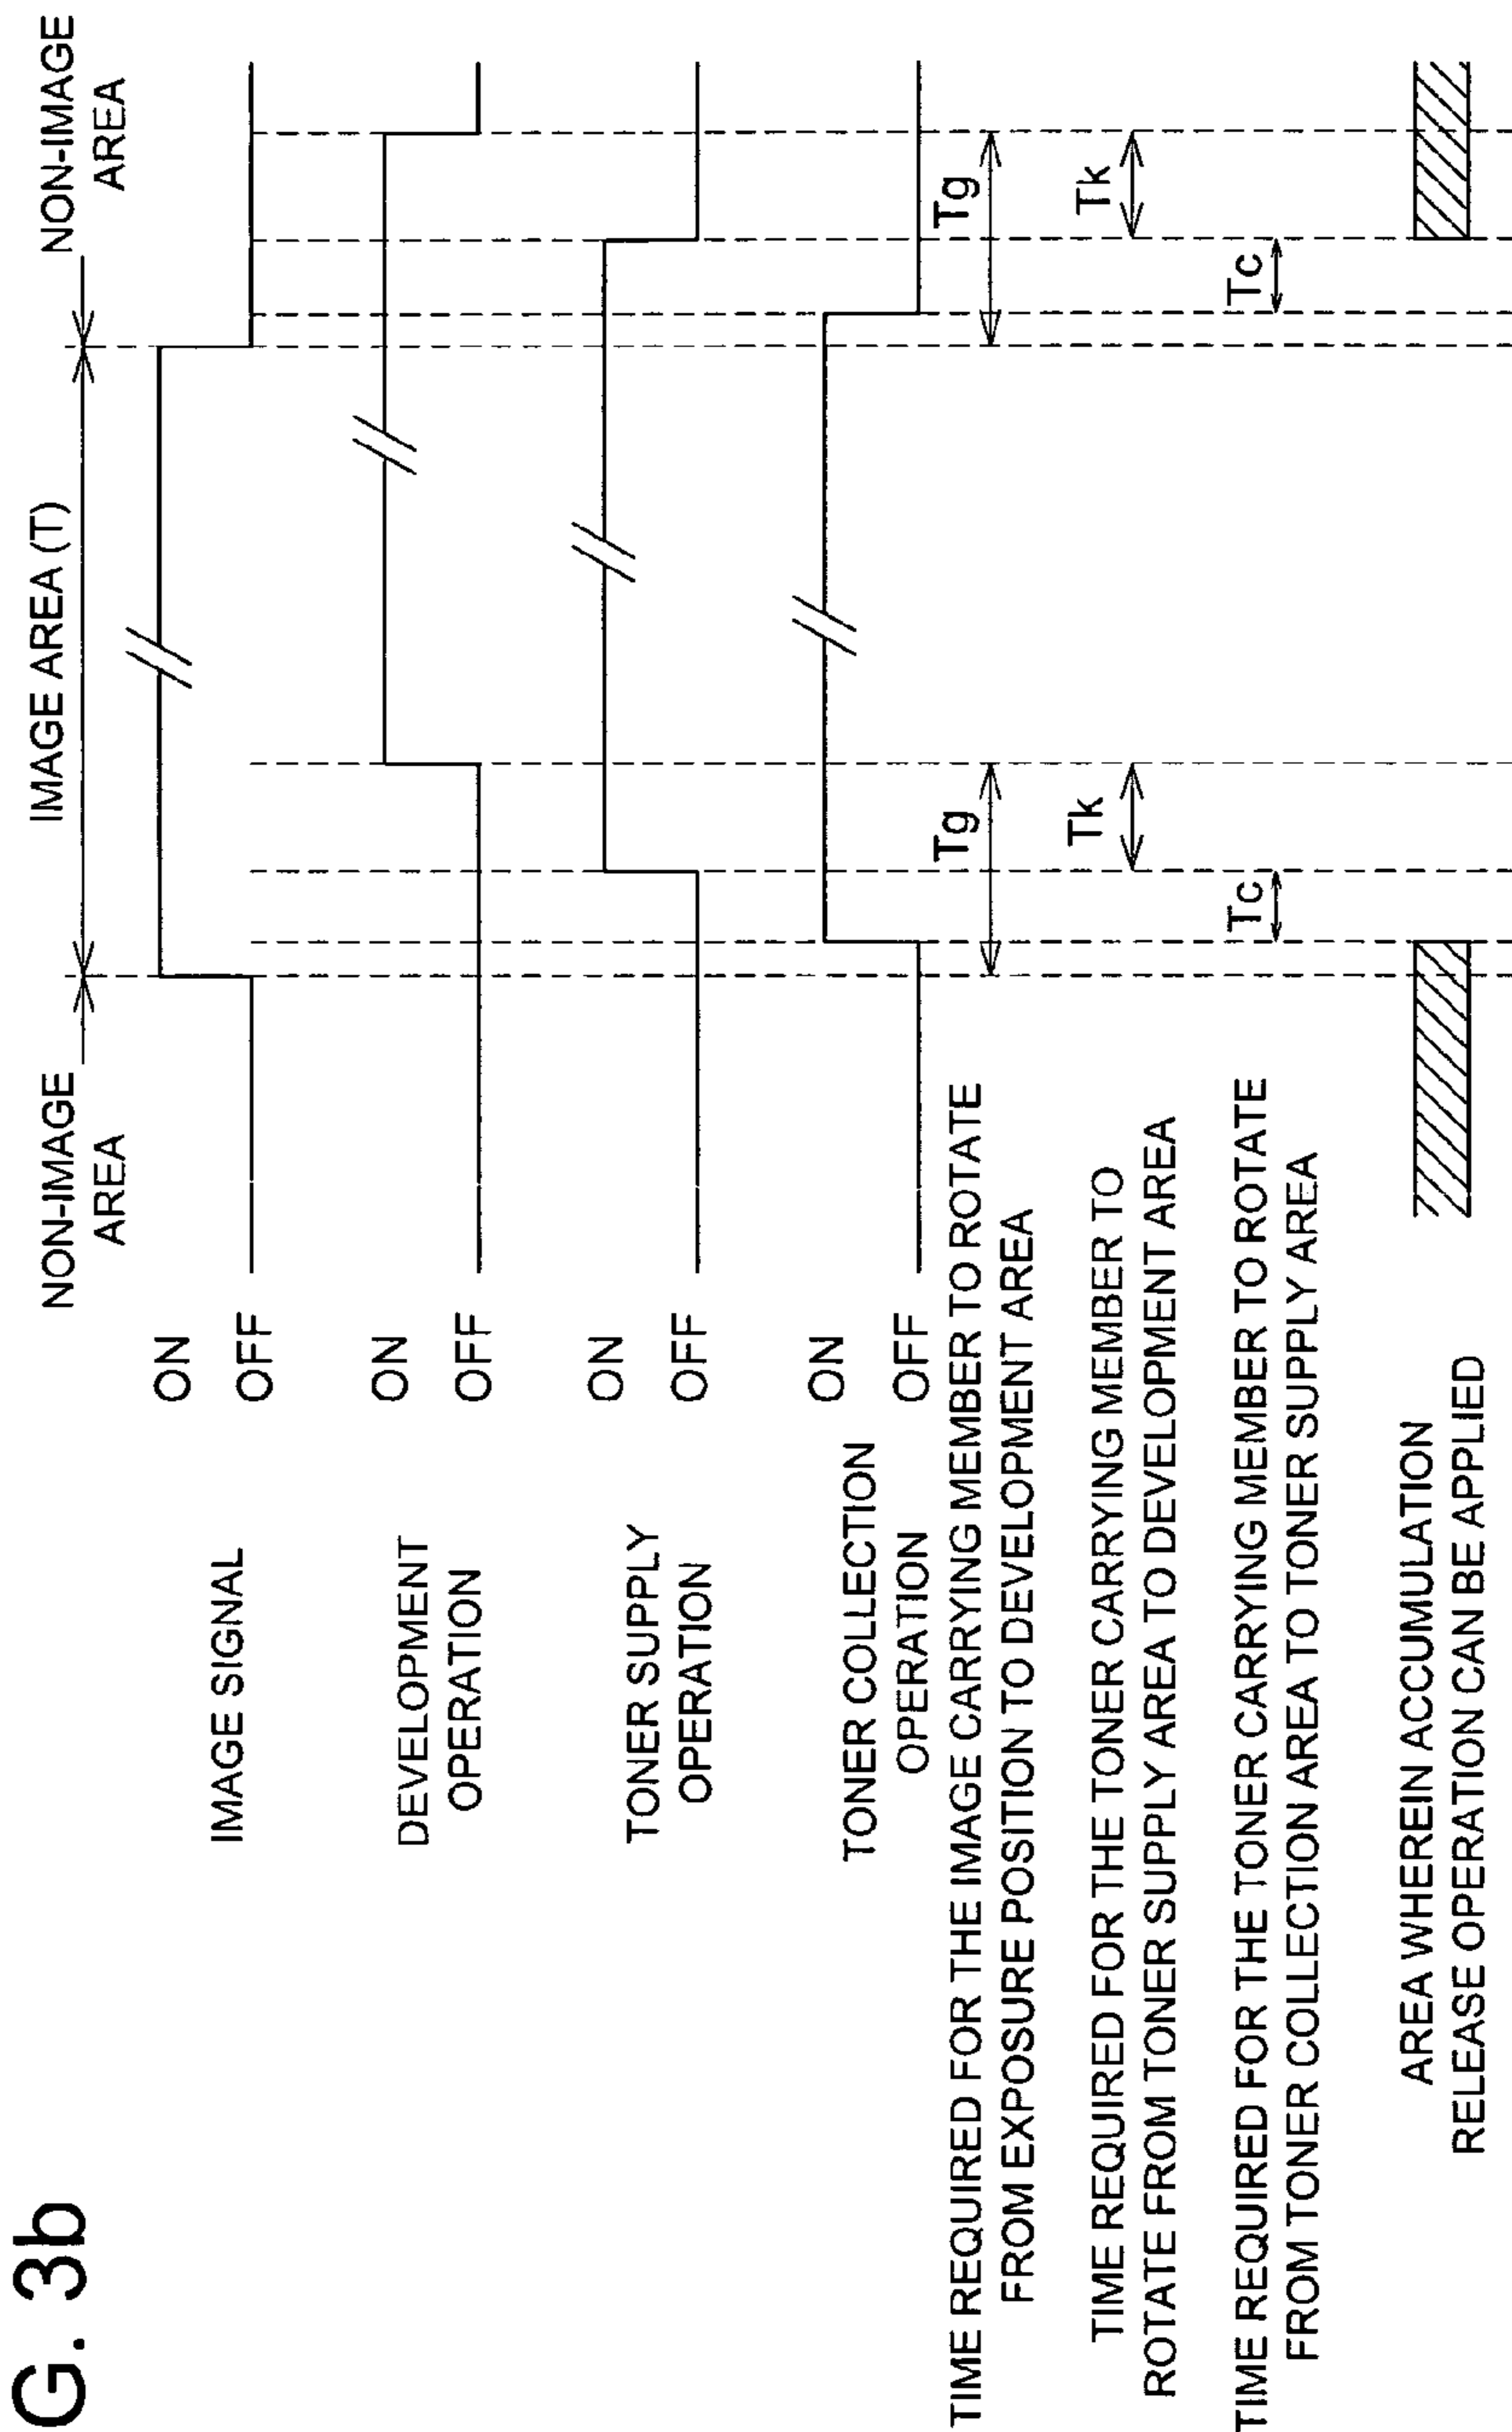 G. 3b
NON-IMAGE
AREA
IMAGE AREA (T)
NON-IMAGE
AREA
IMAGE SIGNAL
ON
OFF
DEVELOPMENT
OPERATION
ON
OFF
TONER SUPPLY
OPERATION
ON
OFF
TONER COLLECTION
OPERATION
ON
OFF
TIME REQUIRED FOR THE IMAGE CARRYING MEMBER TO ROTATE
FROM EXPOSURE POSITION TO DEVELOPMENT AREA
Tg
Tg
TIME REQUIRED FOR THE TONER CARRYING MEMBER TO
ROTATE FROM TONER SUPPLY AREA TO DEVELOPMENT AREA
Tk
Tk
TIME REQUIRED FOR THE TONER CARRYING MEMBER TO ROTATE
FROM TONER COLLECTION AREA TO TONER SUPPLY AREA
Tc
Tc
AREA WHEREIN ACCUMULATION
RELEASE OPERATION CAN BE APPLIED